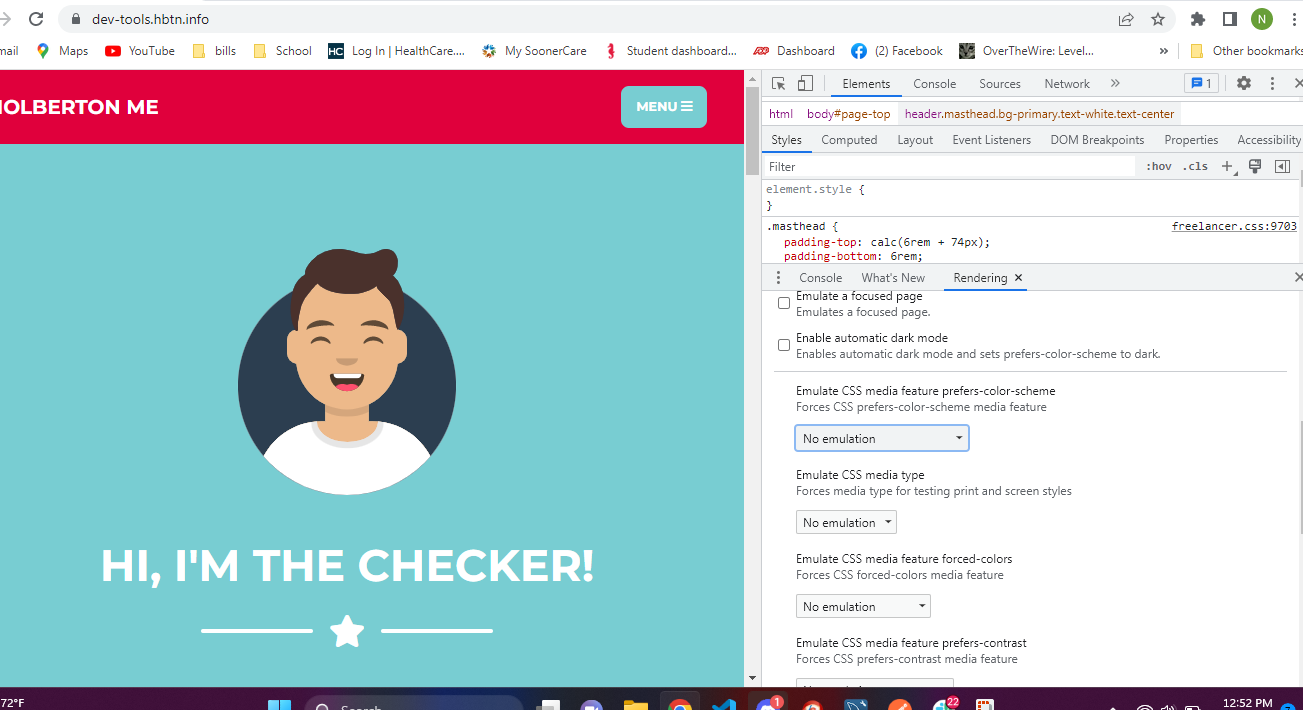 dev-tools.hbtn.info
N
Maps
YouTube
bills
School
HC
Log In | HealthCare....
My SoonerCare
Student dashboard...
ADP
Dashboard
(2) Facebook
OverTheWire: Level...
»
Other bookmarks
HOLBERTON ME
MENU
HI, I'M THE CHECKER!
Elements
Console
Sources
Network
»
1
html
body#page-top
header.masthead.bg-primary.text-white.text-center
Styles
Computed
Layout
Event Listeners
DOM Breakpoints
Properties
Accessibility
Filter
:hov
.cls
+
element.style {
}
.masthead {
freelancer.css:9703
padding-top: calc(6rem + 74px);
padding-bottom: 6rem;
Console
What's New
Rendering
Emulate a focused page
Emulates a focused page.
Enable automatic dark mode
Enables automatic dark mode and sets prefers-color-scheme to dark.
Emulate CSS media feature prefers-color-scheme
Forces CSS prefers-color-scheme media feature
No emulation
Emulate CSS media type
Forces media type for testing print and screen styles
No emulation
Emulate CSS media feature forced-colors
Forces CSS forced-colors media feature
No emulation
Emulate CSS media feature prefers-contrast
Forces CSS prefers-contrast media feature
72°F
Search
1
22
12:52 PM